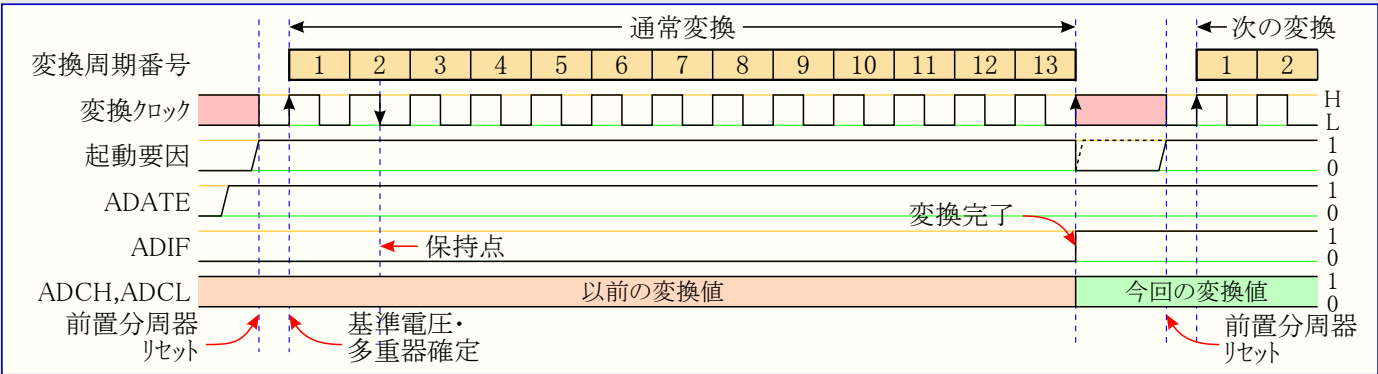 通常変換
次の変換
変換周期番号 1 2 3 4 5 6 7 8 9 10 11 12 13 1 2
変換ｸﾛｯｸ H
L
起動要因 1
0
ADATE 1
0
変換完了
ADIF 1
0
保持点
ADCH,ADCL 以前の変換値 今回の変換値 1
0
前置分周器
ﾘｾｯﾄ
基準電圧・
多重器確定
前置分周器
ﾘｾｯﾄ